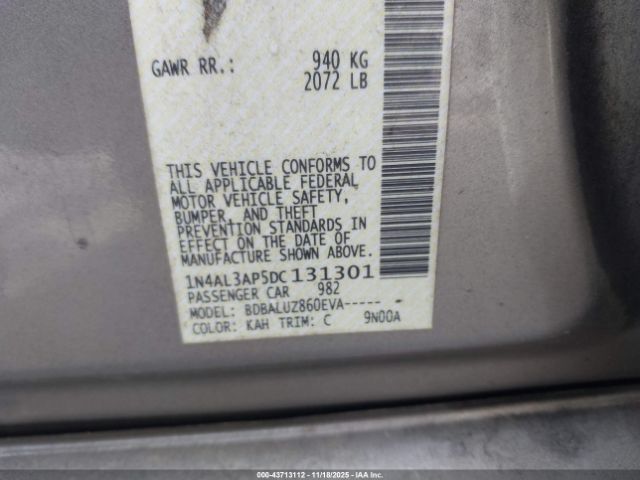 GAWR RR.: 940 KG
2072 LB
THIS VEHICLE CONFORMS TO
ALL APPLICABLE FEDERAL
MOTOR VEHICLE SAFETY,
BUMPER, AND THEFT
PREVENTION STANDARDS IN
EFFECT ON THE DATE OF
MANUFACTURE SHOWN ABOVE.
1N4AL3AP5DC131301
PASSENGER CAR 982
MODEL: BDBALUZ860EVA-----
COLOR: KAH TRIM: C 9N00A
000-43713112 | 11/18/2025 | IAAI.COM